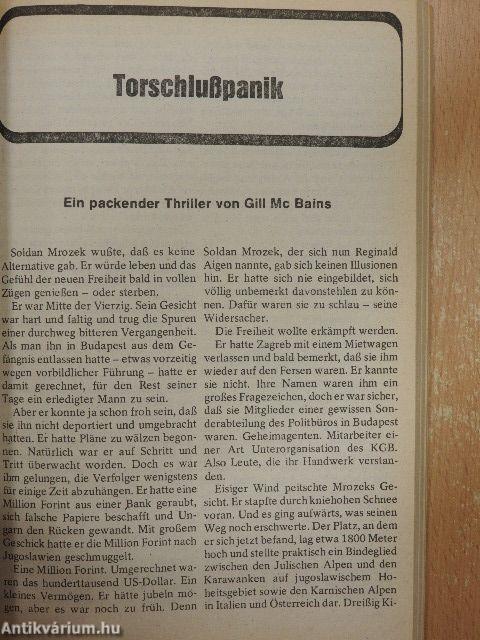 Torschlußpanik
Ein packender Thriller von Gill Mc Bains
Soldan Mrozek wußte, daß es keine
Alternative gab. Er würde leben und das
Gefühl der neuen Freiheit bald in vollen
Zügen genießen – oder sterben.
Er war Mitte der Vierzig. Sein Gesicht
war hart und faltig und trug die Spuren
einer durchweg bitteren Vergangenheit.
Als man ihn in Budapest aus dem Ge-
fängnis entlassen hatte – etwas vorzeitig
wegen vorbildlicher Führung – hatte er
damit gerechnet, für den Rest seiner
Tage ein erledigter Mann zu sein.
Aber er konnte ja schon froh sein, daß
sie ihn nicht deportiert und umgebracht
hatten. Er hatte Pläne zu wälzen begon-
nen. Natürlich war er auf Schritt und
Tritt überwacht worden. Doch es war
ihm gelungen, die Verfolger wenigstens
für einige Zeit abzuhängen. Er hatte eine
Million Forint aus einer Bank geraubt,
sich falsche Papiere beschafft und Un-
garn den Rücken gewandt. Mit großem
Geschick hatte er die Million Forint nach
Jugoslawien geschmuggelt.
Eine Million Forint. Umgerechnet wa-
ren das hunderttausend US-Dollar. Ein
kleines Vermögen. Er hätte jubeln mö-
gen, aber es war noch zu früh. Denn
Soldan Mrozek, der sich nun Reginald
Aigen nannte, gab sich keinen Illusionen
hin. Er hatte sich nie eingebildet, sich
völlig unbemerkt davonstehlen zu kön-
nen. Dafür waren sie zu schlau – seine
Widersacher.
Die Freiheit wollte erkämpft werden.
Er hatte Zagreb mit einem Mietwagen
verlassen und bald bemerkt, daß sie ihm
wieder auf den Fersen waren. Er kannte
sie nicht. Ihre Namen waren ihm ein
großes Fragezeichen, doch er war sicher,
daß sie Mitglieder einer gewissen Son-
derabteilung des Politbüros in Budapest
waren. Geheimagenten. Mitarbeiter ei-
ner Art Unterorganisation des KGB.
Also Leute, die ihr Handwerk verstan-
den.
Eisiger Wind peitschte Mrozeks Ge-
sicht. Er stapfte durch kniehohen Schnee
voran. Und es ging aufwärts, was seinen
Weg noch erschwerte. Der Platz, an dem
er sich jetzt befand, lag etwa 1800 Meter
hoch und stellte praktisch ein Bindeglied
zwischen den Julischen Alpen und den
Karawanken auf jugoslawischem Ho-
heitsgebiet sowie den Karnischen Alpen
in Italien und Österreich dar. Dreißig Ki-
Antikvárium.hu